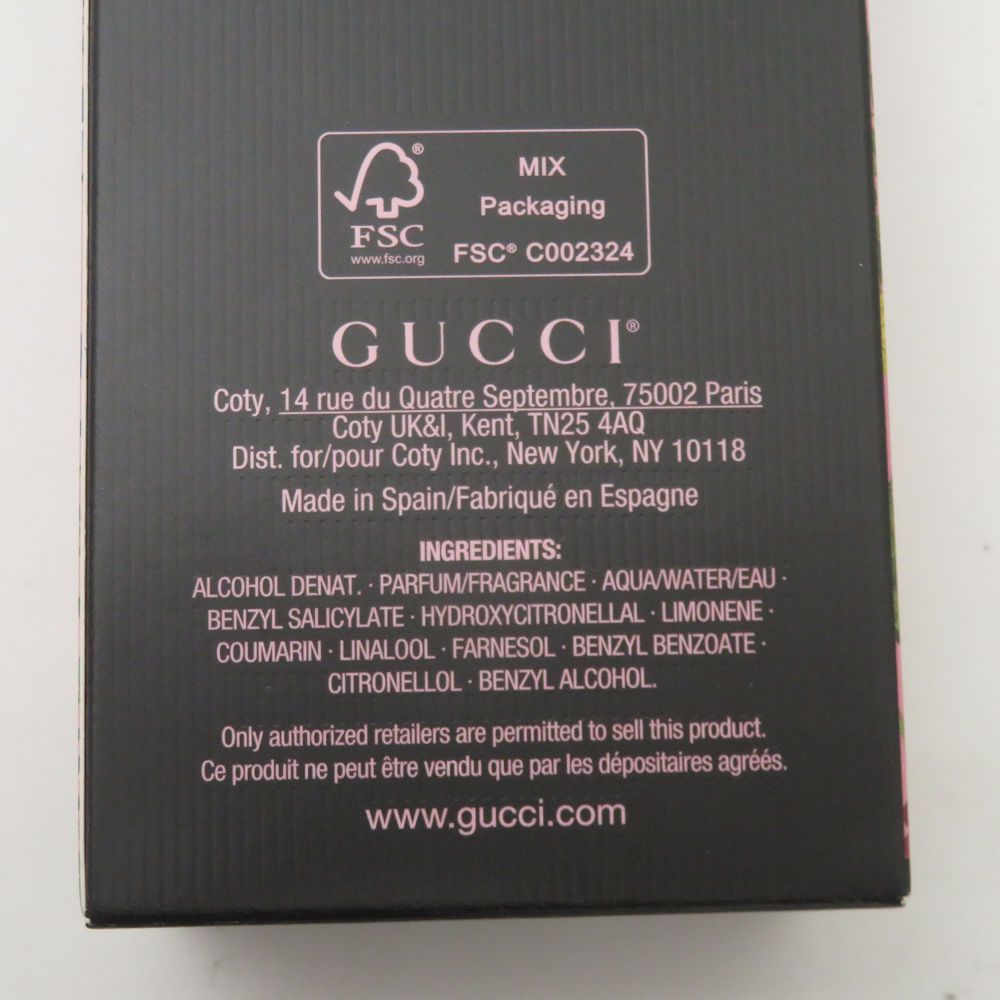 MIX
Packaging
FSC® C002324
®
FSC
www.fsc.org
GUCCI®
Coty, 14 rue du Quatre Septembre, 75002 Paris
Coty UK&I, Kent, TN25 4AQ
Dist. for/pour Coty Inc., New York, NY 10118
Made in Spain/Fabriqué en Espagne
INGREDIENTS:
ALCOHOL DENAT. · PARFUM/FRAGRANCE · AQUA/WATER/EAU ·
BENZYL SALICYLATE · HYDROXYCITRONELLAL · LIMONENE ·
COUMARIN · LINALOOL · FARNESOL · BENZYL BENZOATE ·
CITRONELLOL · BENZYL ALCOHOL.
Only authorized retailers are permitted to sell this product.
Ce produit ne peut être vendu que par les dépositaires agréés.
www.gucci.com